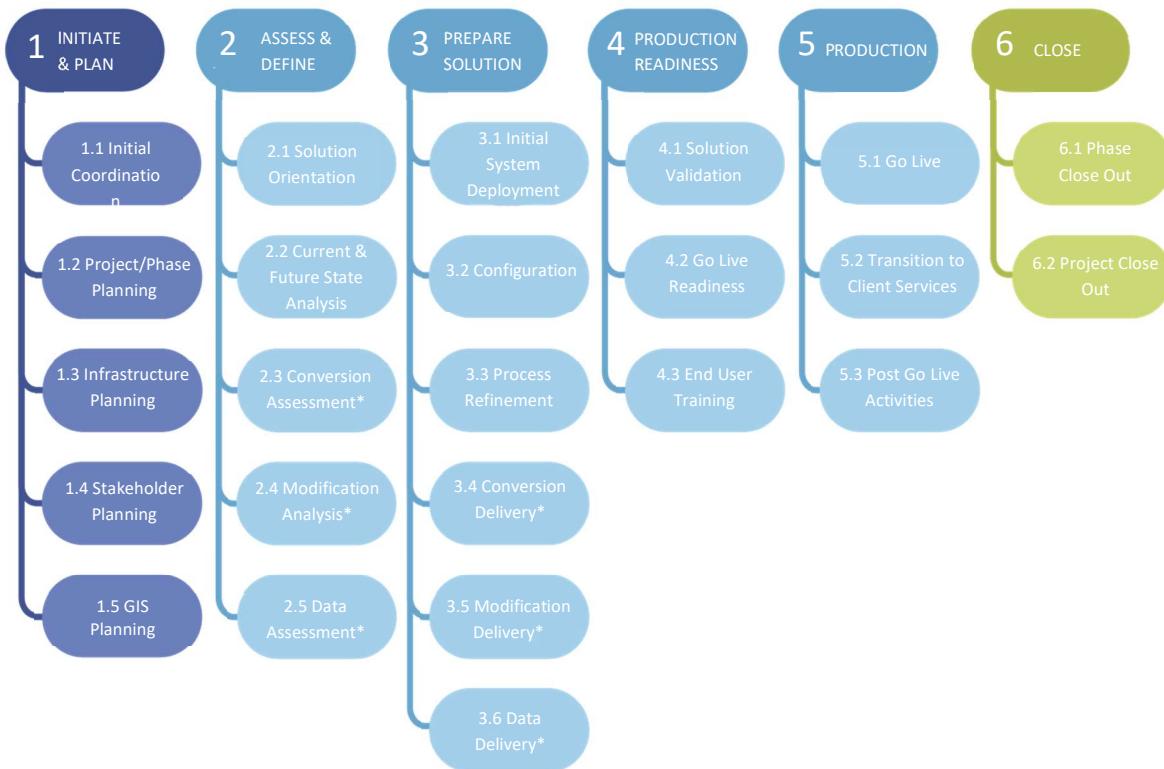 1 INITIATE
& PLAN
1.1 Initial
Coordinatio
n
1.2 Project/Phase
Planning
1.3 Infrastructure
Planning
1.4 Stakeholder
Planning
1.5 GIS
Planning
2 ASSESS &
DEFINE
2.1 Solution
Orientation
2.2 Current &
Future State
Analysis
2.3 Conversion
Assessment*
2.4 Modification
Analysis*
2.5 Data
Assessment*
3 PREPARE
SOLUTION
3.1 Initial
System
Deployment
3.2 Configuration
3.3 Process
Refinement
3.4 Conversion
Delivery*
3.5 Modification
Delivery*
3.6 Data
Delivery*
4 PRODUCTION
READINESS
4.1 Solution
Validation
4.2 Go Live
Readiness
4.3 End User
Training
5 PRODUCTION
5.1 Go Live
5.2 Transition to
Client Services
5.3 Post Go Live
Activities
6 CLOSE
6.1 Phase
Close Out
6.2 Project Close
Out